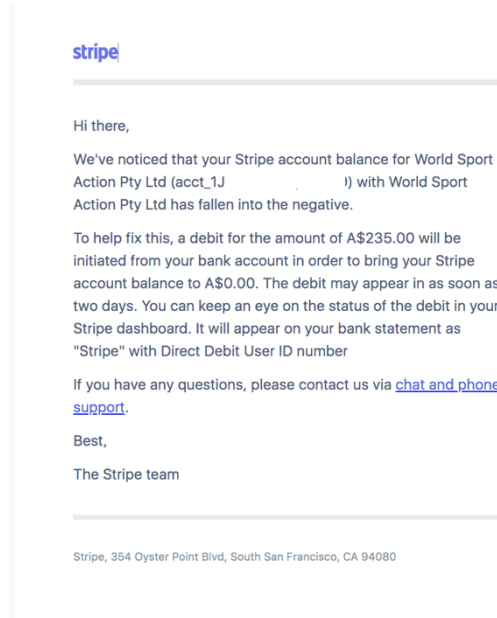 stripe
Hi there,
We've noticed that your Stripe account balance for World Sport
Action Pty Ltd (acct_1J ) with World Sport
Action Pty Ltd has fallen into the negative.
To help fix this, a debit for the amount of A$235.00 will be
initiated from your bank account in order to bring your Stripe
account balance to A$0.00. The debit may appear in as soon as
two days. You can keep an eye on the status of the debit in your
Stripe dashboard. It will appear on your bank statement as
"Stripe" with Direct Debit User ID number
If you have any questions, please contact us via chat and phone
support.
Best,
The Stripe team
Stripe, 354 Oyster Point Blvd, South San Francisco, CA 94080